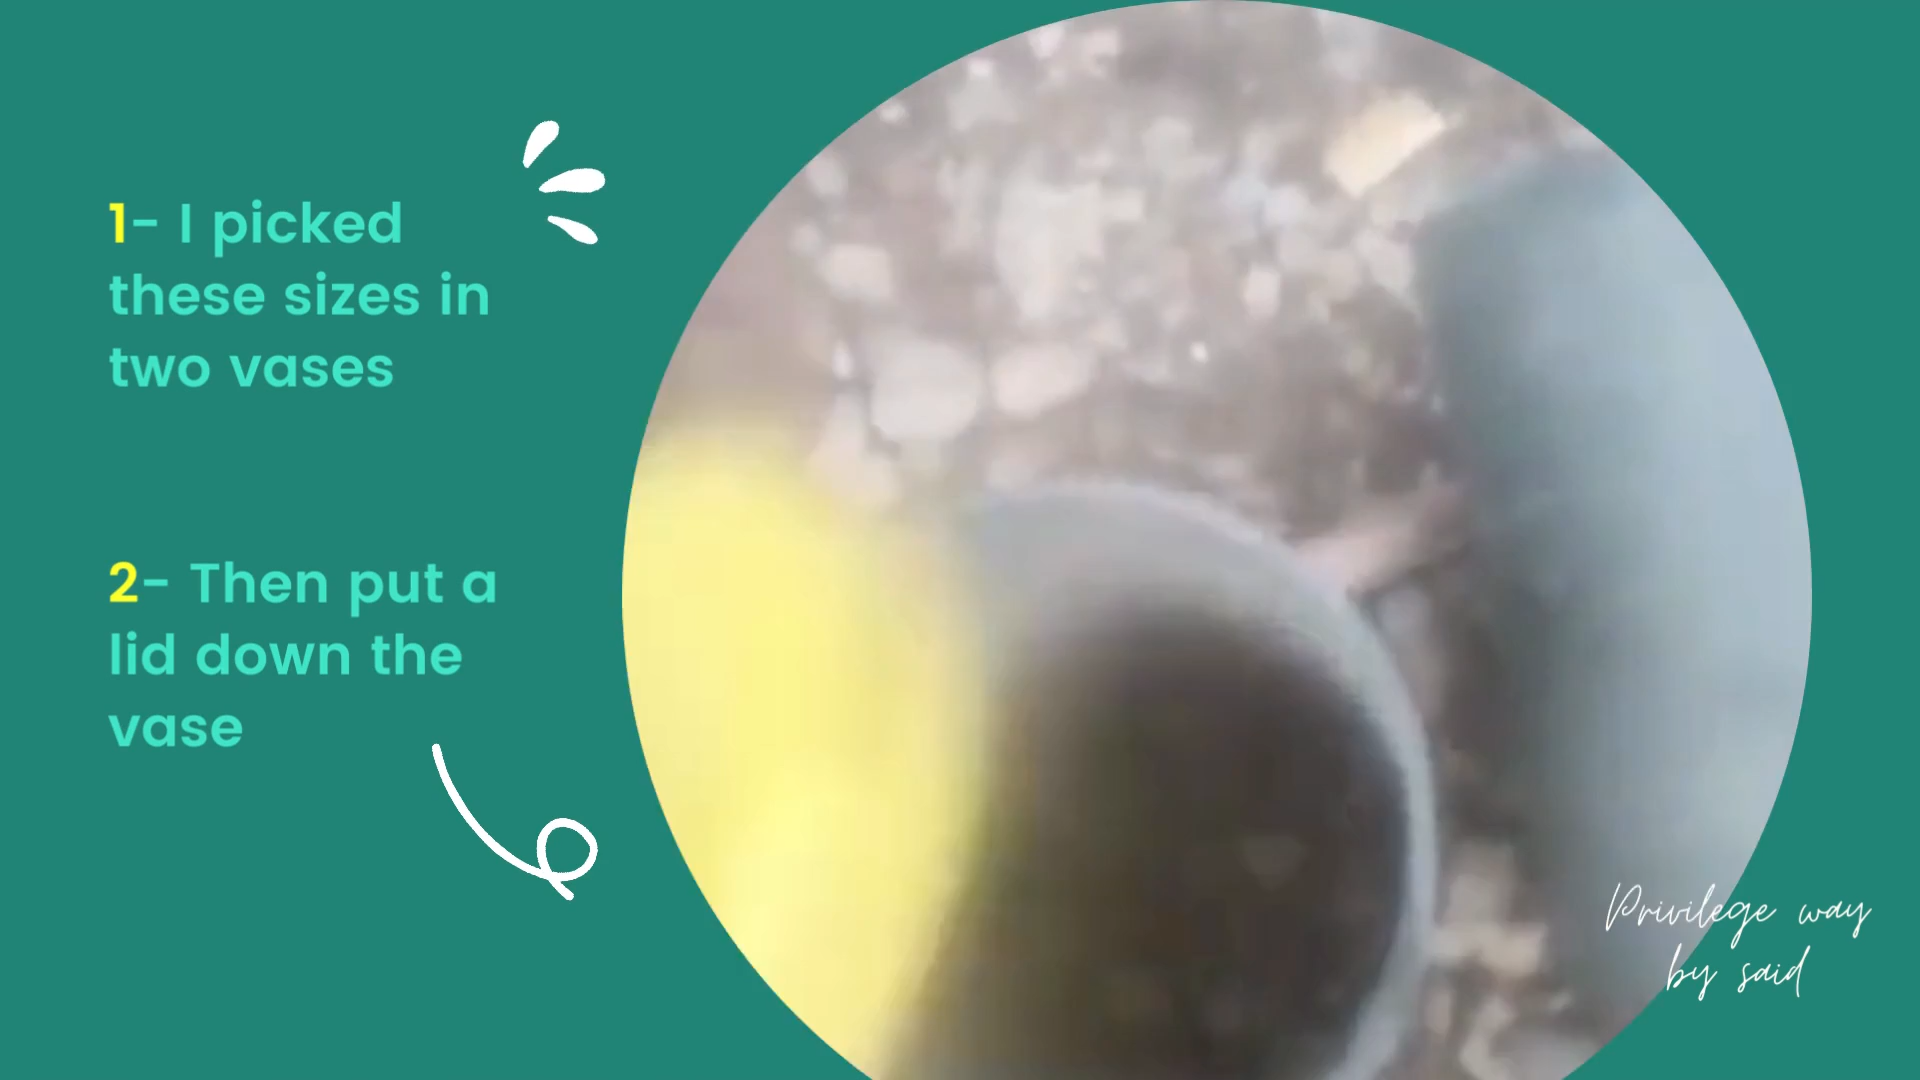 1- I picked
these sizes in
two vases
2- Then put a
lid down the
vase
Privilege way
by said